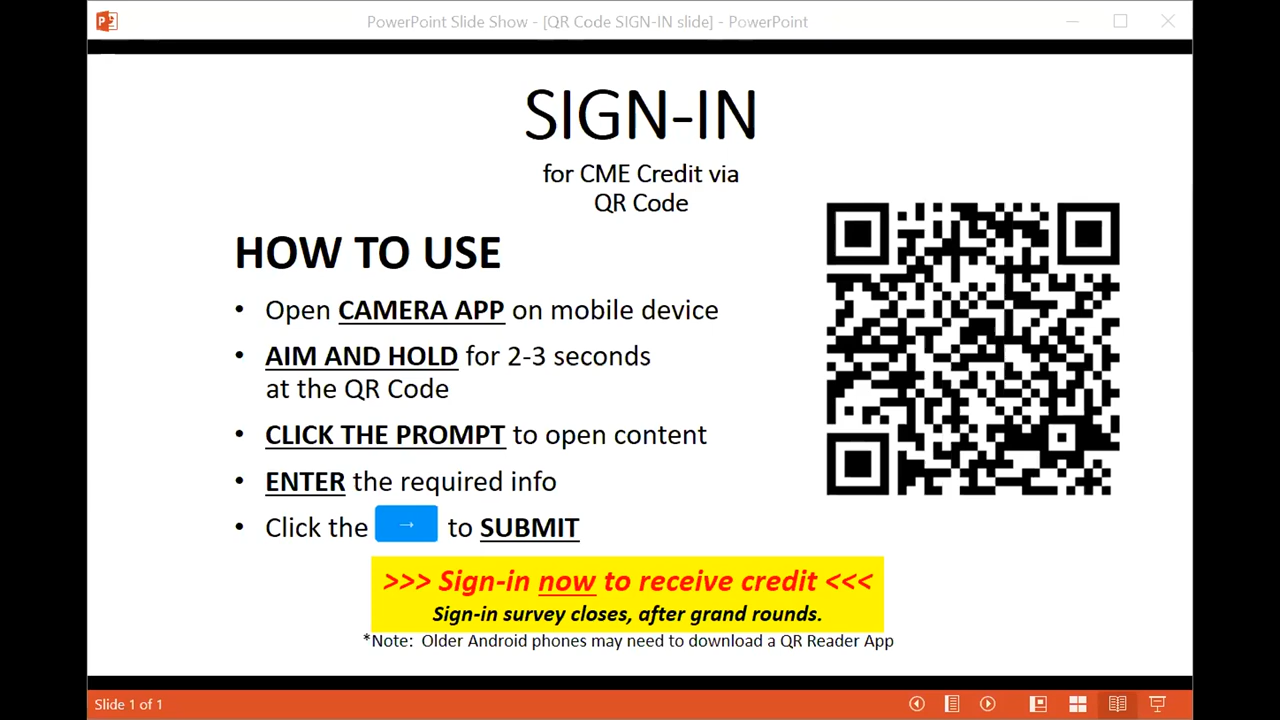 PowerPoint Slide Show - [QR Code SIGN-IN slide] - PowerPoint
SIGN-IN
for CME Credit via
QR Code
HOW TO USE
• Open CAMERA APP on mobile device
• AIM AND HOLD for 2-3 seconds
at the QR Code
• CLICK THE PROMPT to open content
• ENTER the required info
• Click the → to SUBMIT
>>> Sign-in now to receive credit <<<
Sign-in survey closes, after grand rounds.
*Note: Older Android phones may need to download a QR Reader App
Slide 1 of 1